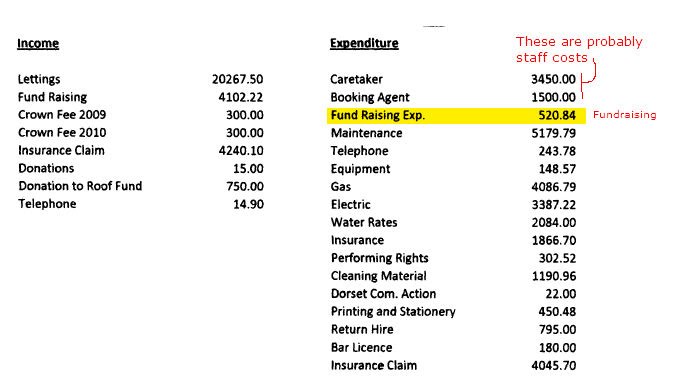 Income
Expenditure
These are probably
staff costs
Lettings 20267.50
Caretaker 3450.00
Fund Raising 4102.22
Booking Agent 1500.00
Crown Fee 2009 300.00
Fund Raising Exp. 520.84 Fundraising
Crown Fee 2010 300.00
Maintenance 5179.79
Insurance Claim 4240.10
Telephone 243.78
Donations 15.00
Equipment 148.57
Donation to Roof Fund 750.00
Gas 4086.79
Telephone 14.90
Electric 3387.22
Water Rates 2084.00
Insurance 1866.70
Performing Rights 302.52
Cleaning Material 1190.96
Dorset Com. Action 22.00
Printing and Stationery 450.48
Return Hire 795.00
Bar Licence 180.00
Insurance Claim 4045.70